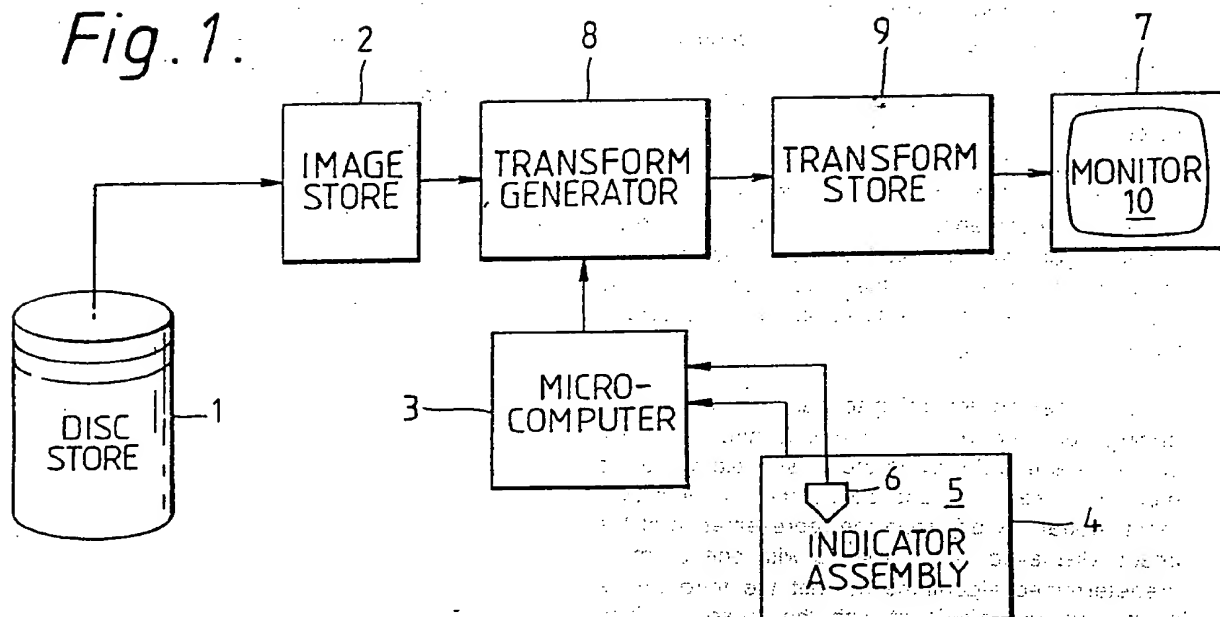 Fig.1.
2
8
9
7
IMAGE
STORE
TRANSFORM
GENERATOR
TRANSFORM
STORE
MONITOR
10
DISC
STORE
1
3
MICRO-
COMPUTER
6
5
4
INDICATOR
ASSEMBLY